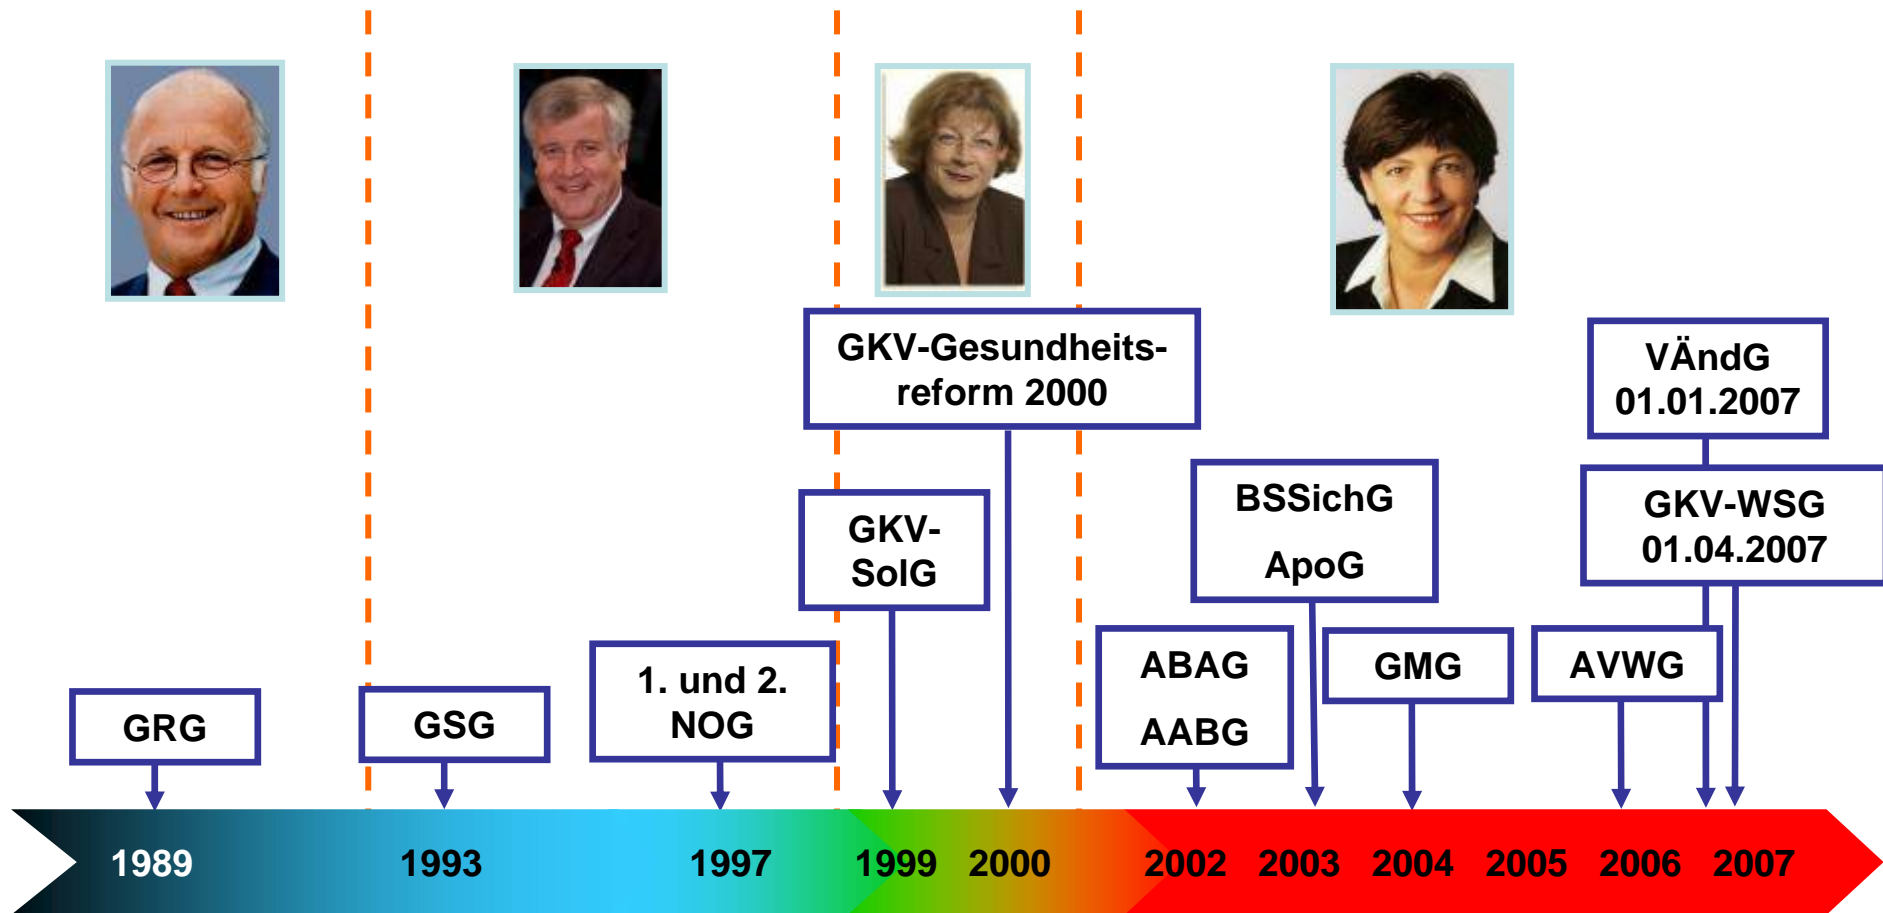 GKV-Gesundheits-
reform 2000
VÄndG
01.01.2007
BSSichG
ApoG
GKV-WSG
01.04.2007
GKV-
SolG
ABAG
AABG
GMG
AVWG
1. und 2.
NOG
GRG
GSG
1989
1993
1997
1999
2000
2002
2003
2004
2005
2006
2007